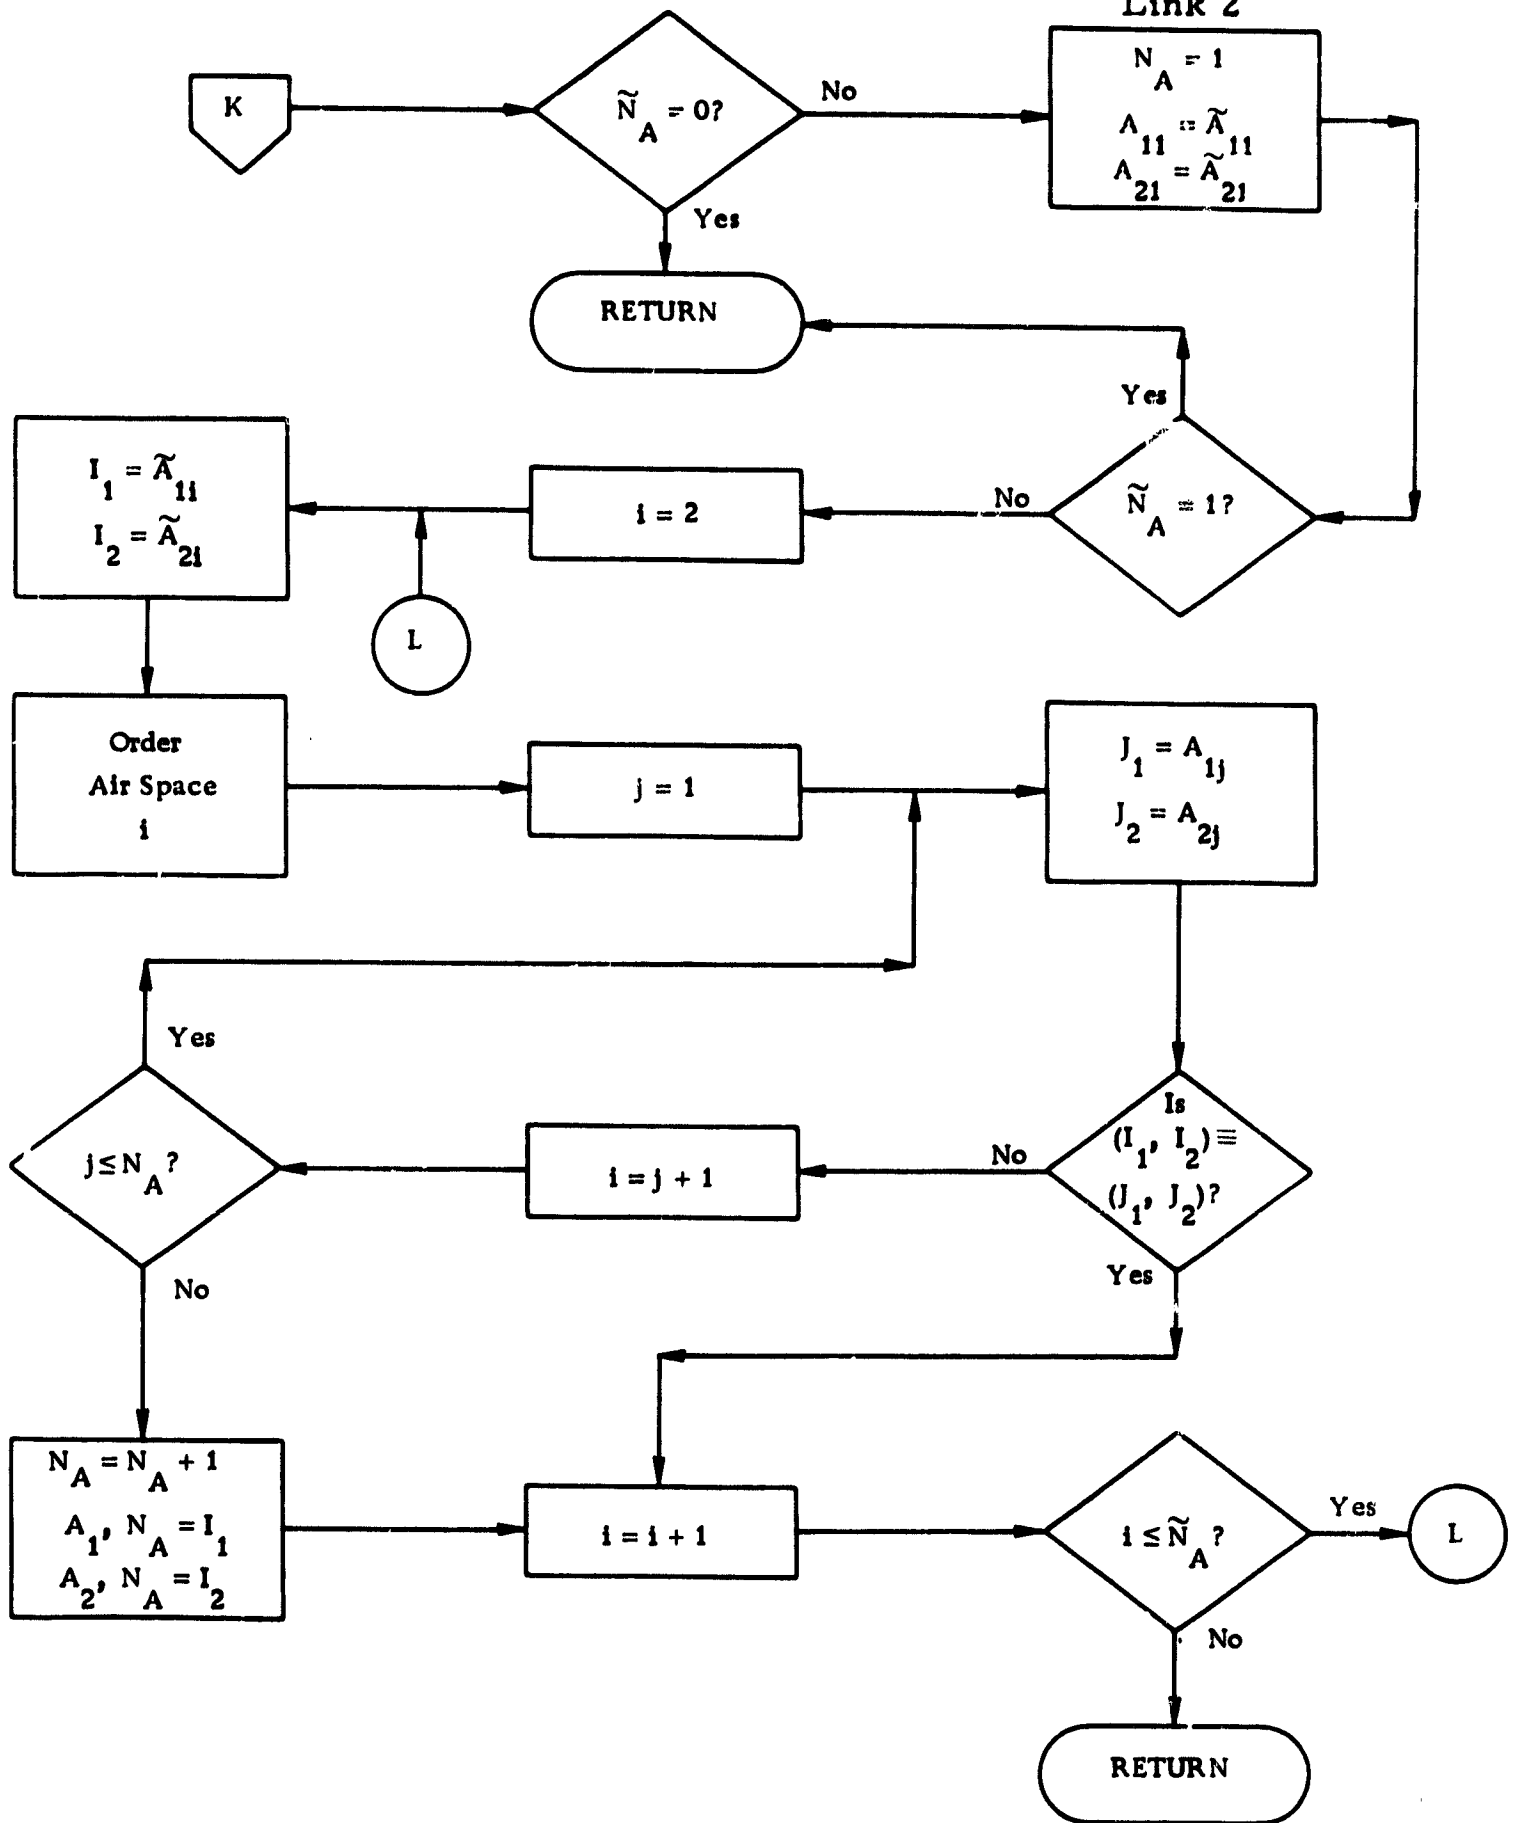 Link 2
K
Ñ_A = 0?
No
N_A = 1
A_11 = Ã_11
A_21 = Ã_21
Yes
RETURN
Yes
I_1 = Ã_1i
I_2 = Ã_2i
i = 2
No
Ñ_A = 1?
L
Order
Air Space
i
j = 1
J_1 = A_1j
J_2 = A_2j
Yes
j ≤ N_A?
i = j + 1
No
Is
(I_1, I_2) ≡
(J_1, J_2)?
No
Yes
N_A = N_A + 1
A_1, N_A = I_1
A_2, N_A = I_2
i = i + 1
i ≤ Ñ_A?
Yes
L
No
RETURN